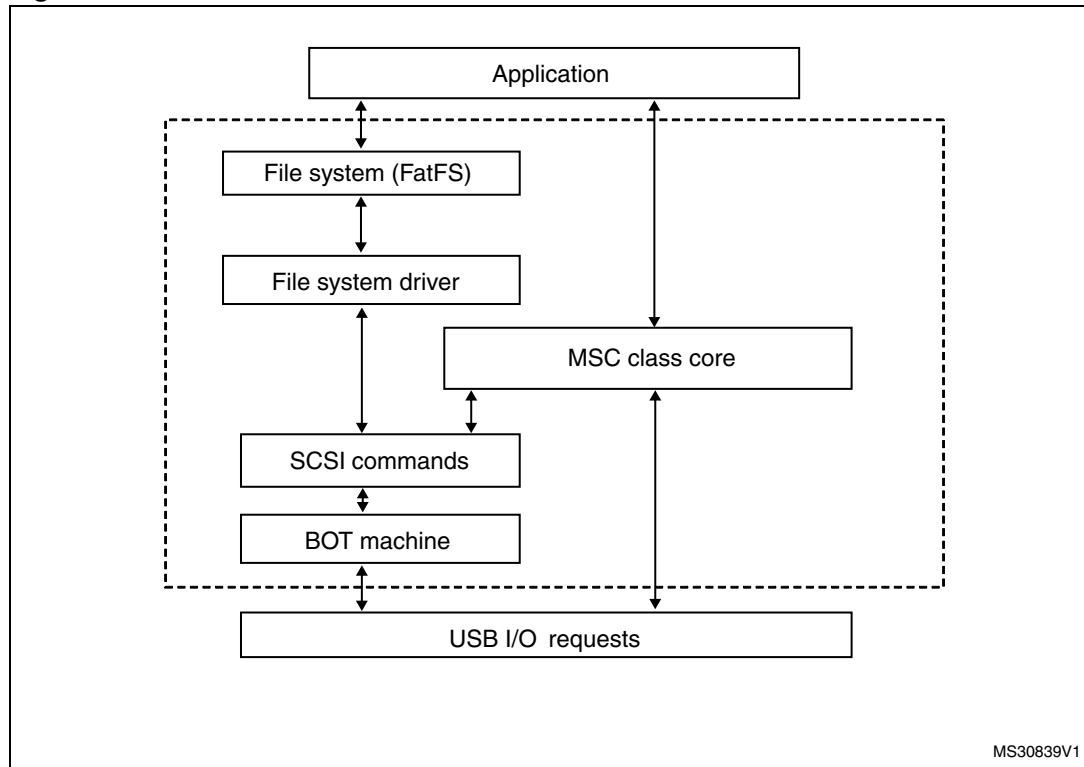 Application
File system (FatFS)
File system driver
MSC class core
SCSI commands
BOT machine
USB I/O requests
MS30839V1